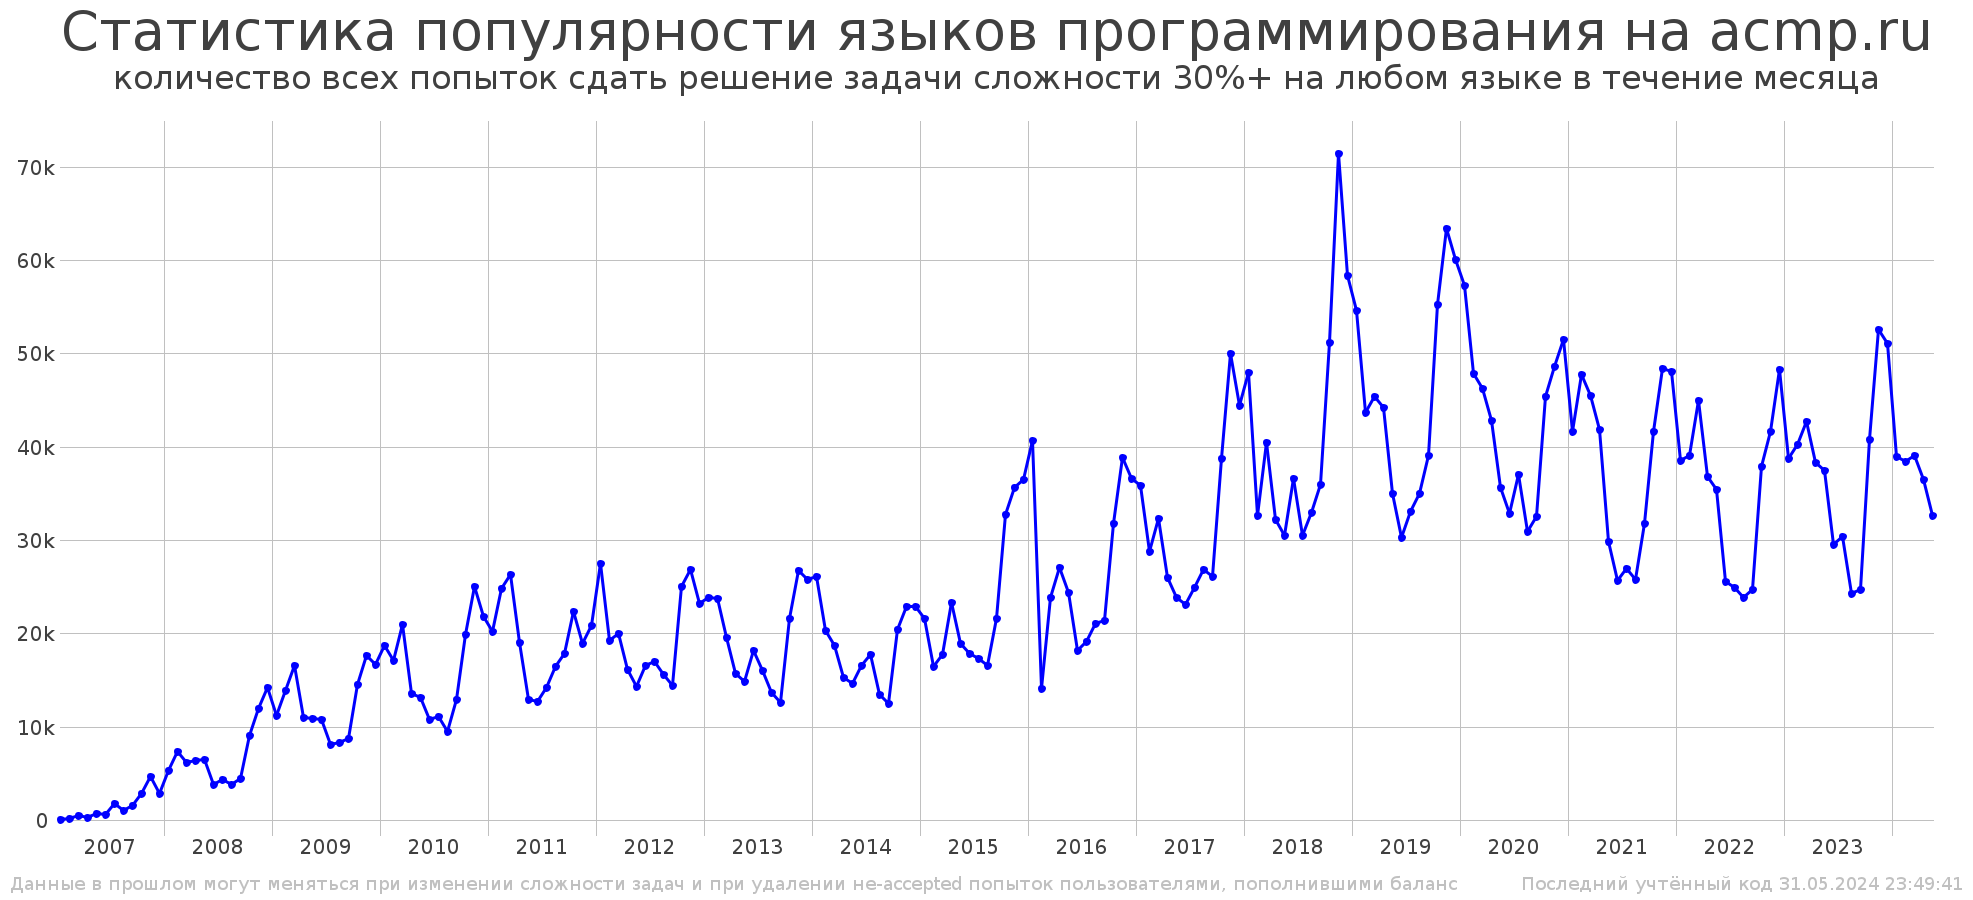 Статистика популярности языков программирования на acmp.ru
количество всех попыток сдать решение задачи сложности 30%+ на любом языке в течение месяца
70k
60k
50k
40k
30k
20k
10k
0
2007 2008 2009 2010 2011 2012 2013 2014 2015 2016 2017 2018 2019 2020 2021 2022 2023
Данные в прошлом могут меняться при изменении сложности задач и при удалении не-accepted попыток пользователями, пополнившими баланс Последний учтённый код 31.05.2024 23:49:41